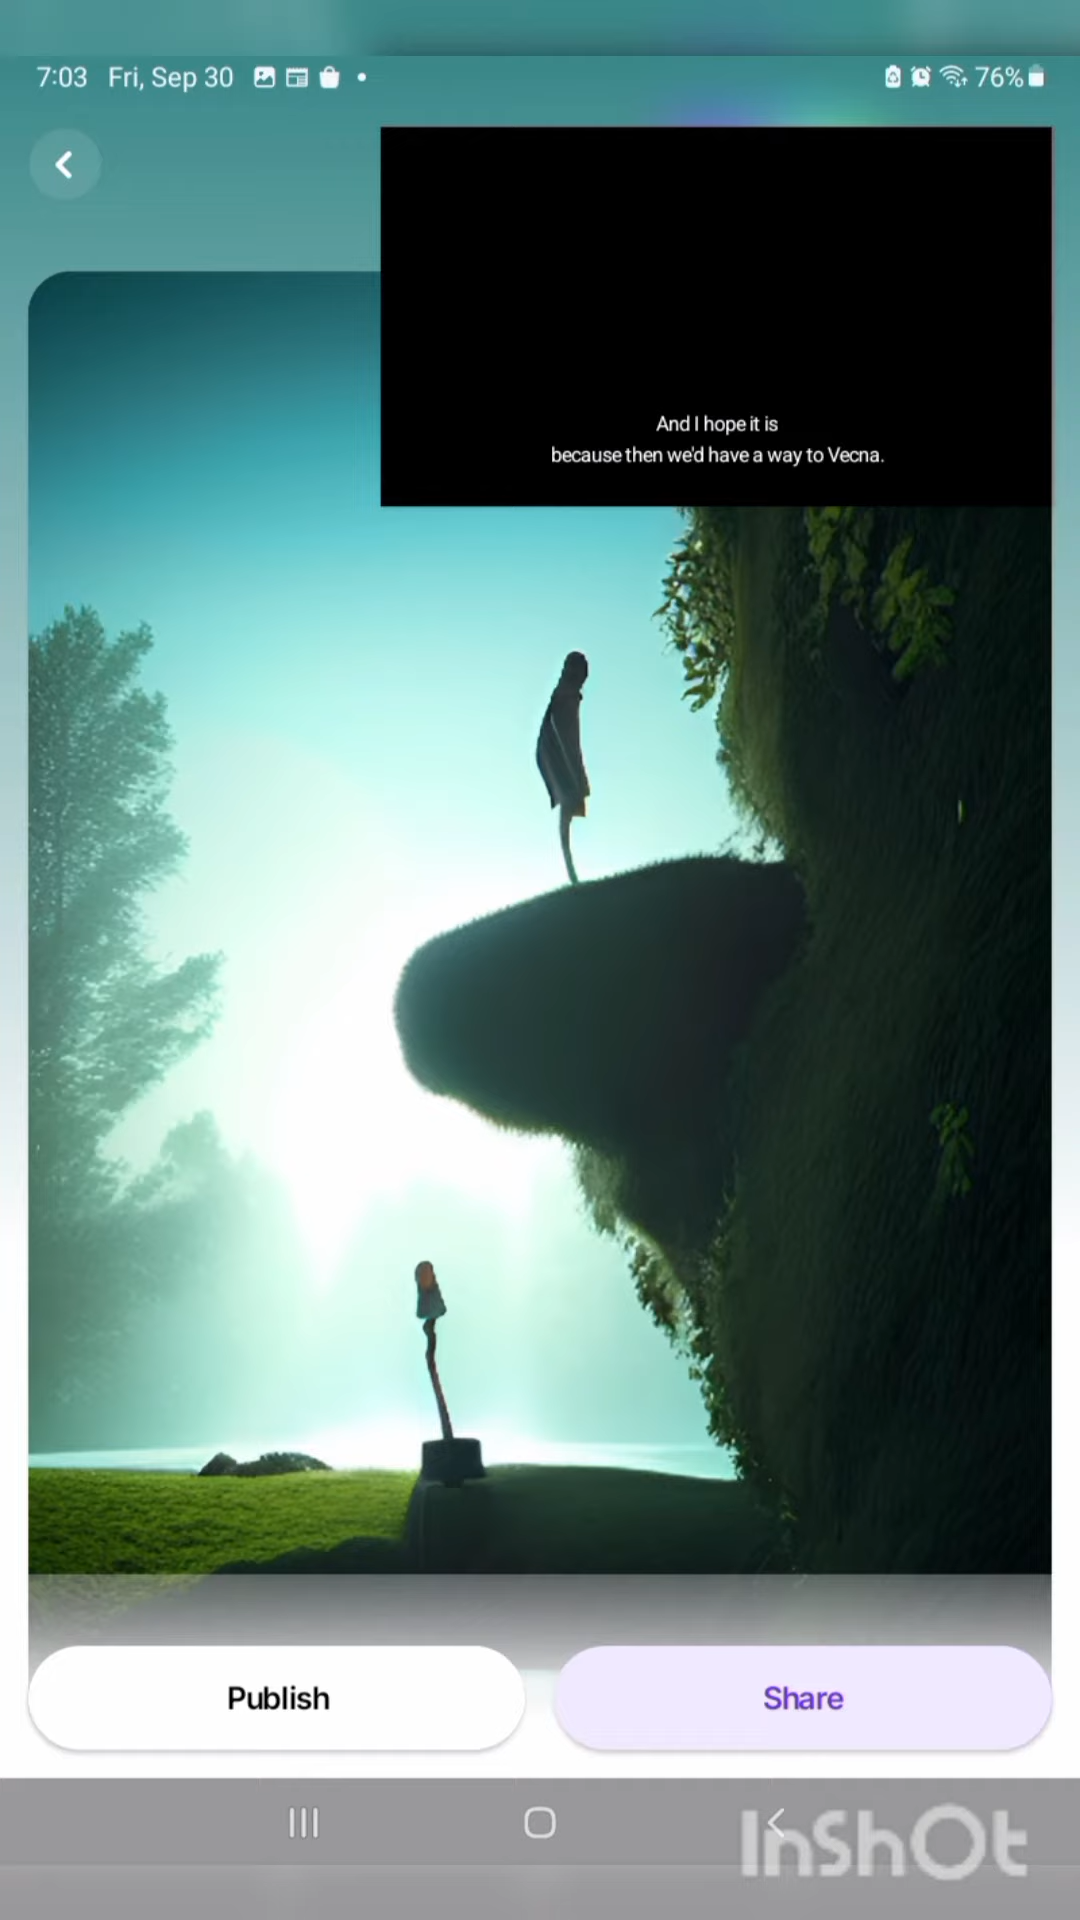 7:03 Fri, Sep 30
76%
And I hope it is
because then we'd have a way to Vecna.
Publish
Share
InShOt